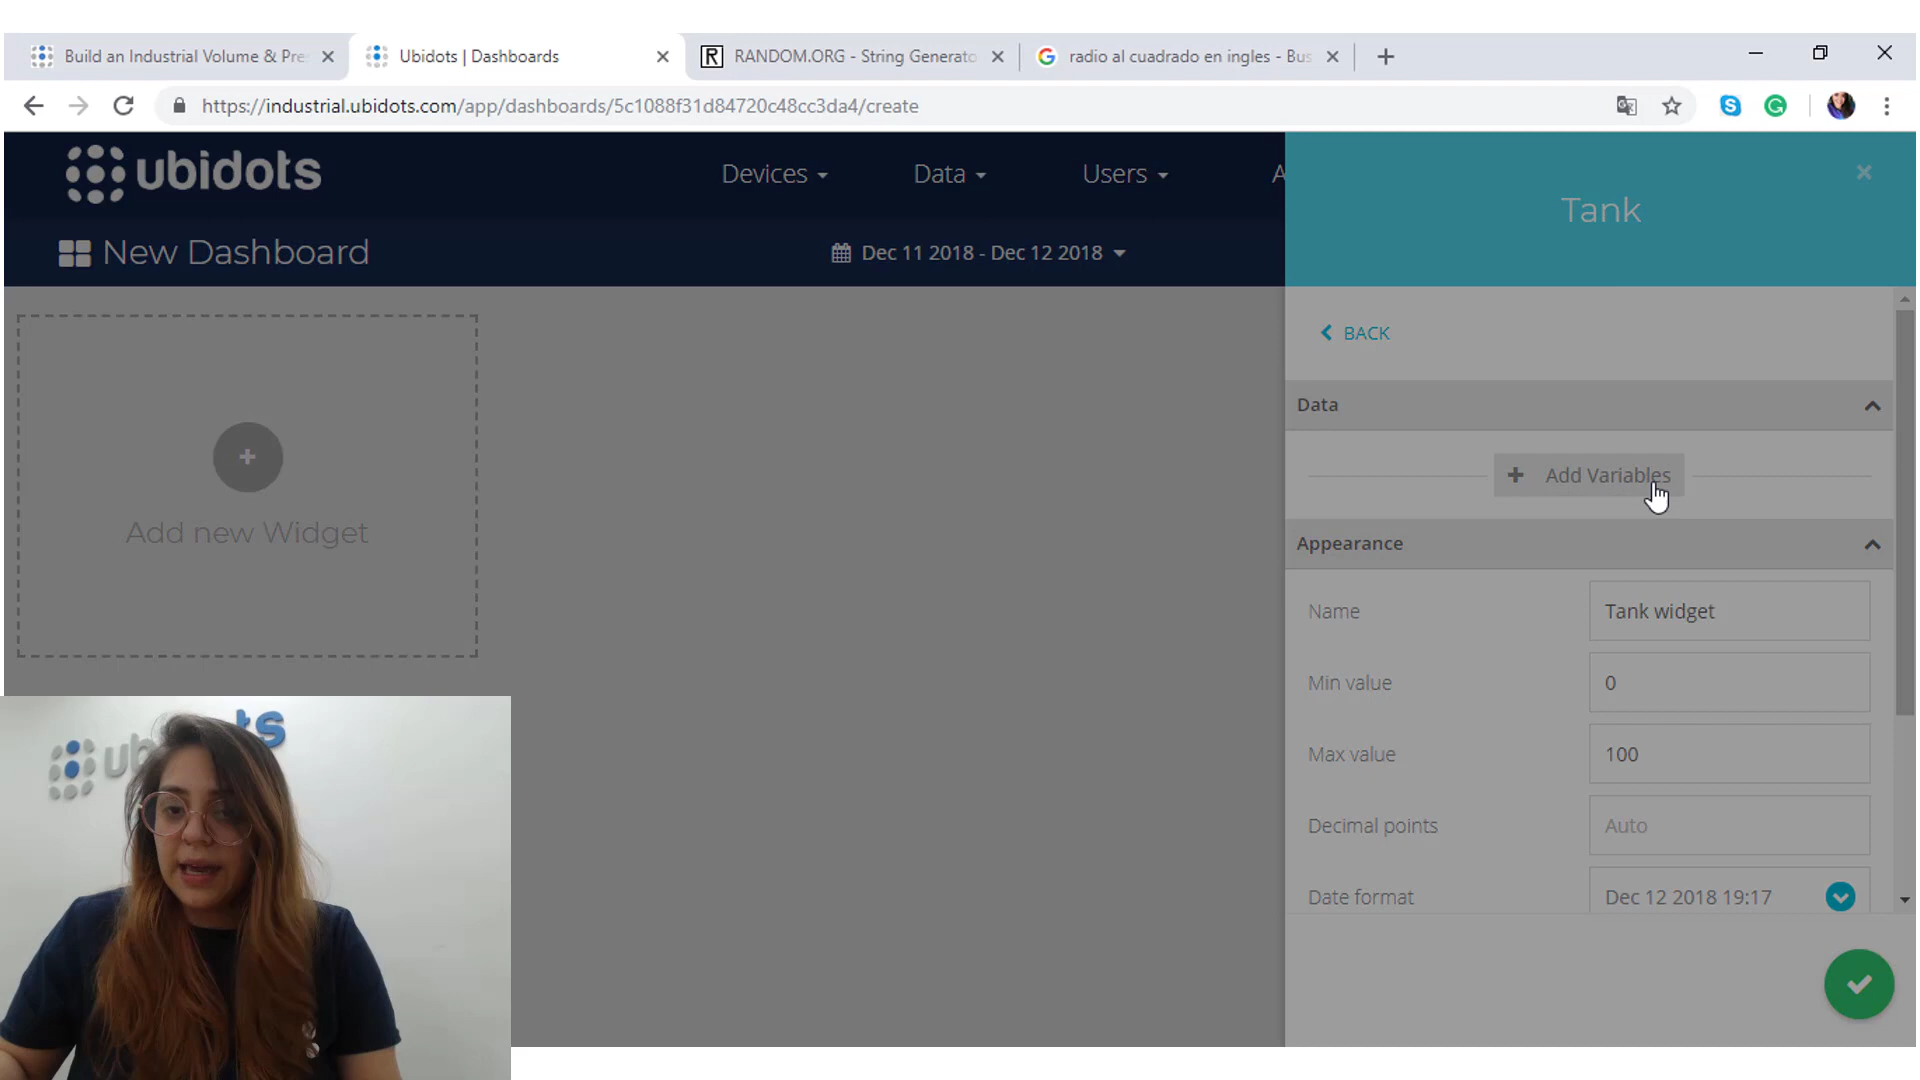 Build an Industrial Volume & Pre
Ubidots | Dashboards
RANDOM.ORG - String Generato
radio al cuadrado en ingles - Bus
https://industrial.ubidots.com/app/dashboards/5c1088f31d84720c48cc3da4/create
ubidots
Devices
Data
Users
A
Tank
New Dashboard
Dec 11 2018 - Dec 12 2018
BACK
Data
+ Add Variables
Appearance
Add new Widget
Name
Tank widget
Min value
0
Max value
100
Decimal points
Auto
Date format
Dec 12 2018 19:17